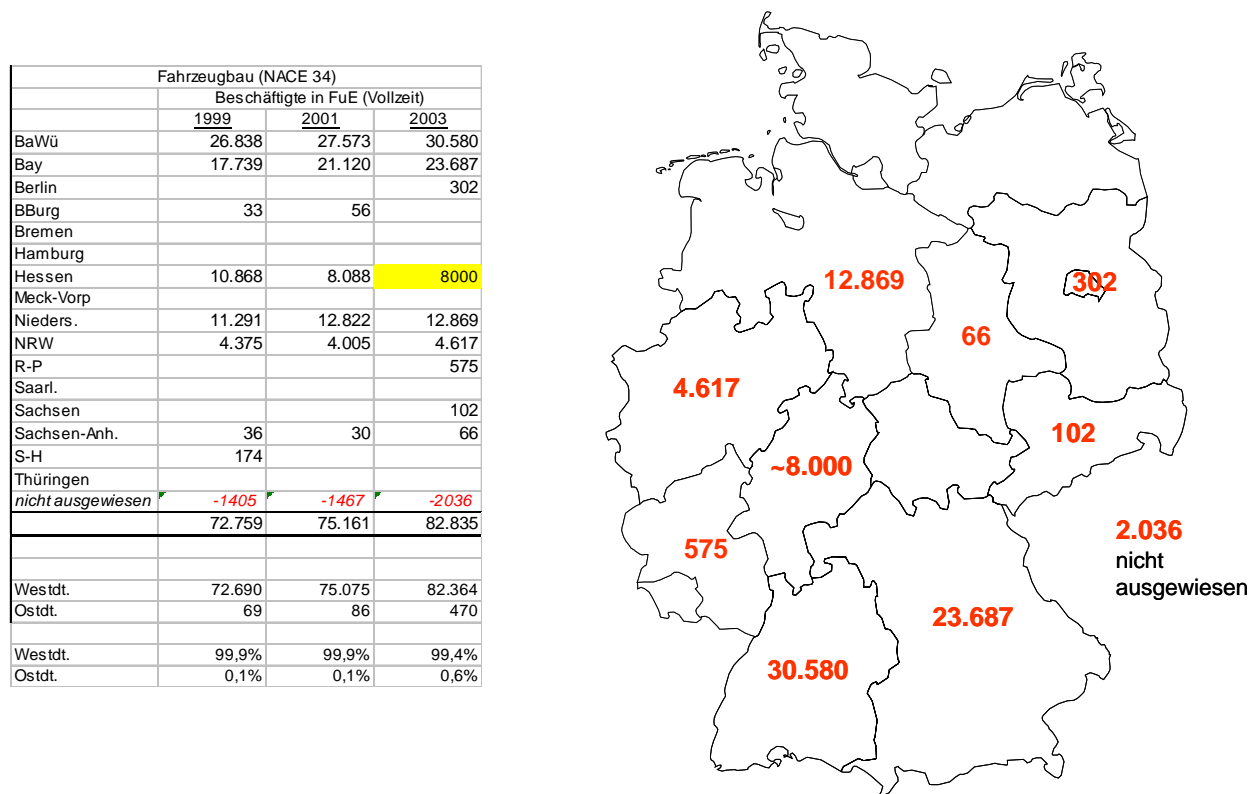 Fahrzeugbau (NACE 34)
Beschäftigte in FuE (Vollzeit)
1999 2001 2003
BaWü 26.838 27.573 30.580
Bay 17.739 21.120 23.687
Berlin 302
BBurg 33 56
Bremen
Hamburg
Hessen 10.868 8.088 8000
Meck-Vorp
Nieders. 11.291 12.822 12.869
NRW 4.375 4.005 4.617
R-P 575
Saarl.
Sachsen 102
Sachsen-Anh. 36 30 66
S-H 174
Thüringen
nicht ausgewiesen -1405 -1467 -2036
72.759 75.161 82.835
Westdt. 72.690 75.075 82.364
Ostdt. 69 86 470
Westdt. 99,9% 99,9% 99,4%
Ostdt. 0,1% 0,1% 0,6%
12.869
302
66
4.617
102
~8.000
575
2.036
nicht
ausgewiesen
23.687
30.580